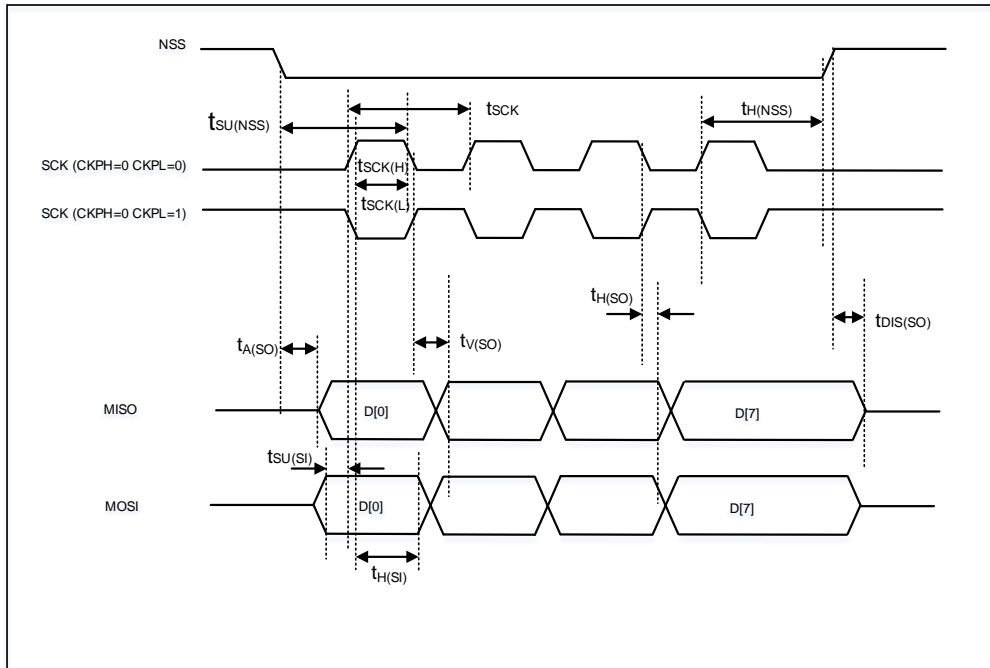 NSS
tSCK
tH(NSS)
tSU(NSS)
SCK (CKPH=0 CKPL=0)
tSCK(H)
tSCK(L)
SCK (CKPH=0 CKPL=1)
tH(SO)
tDIS(SO)
tA(SO)
tV(SO)
MISO
D[0]
D[7]
tSU(SI)
MOSI
D[0]
D[7]
tH(SI)